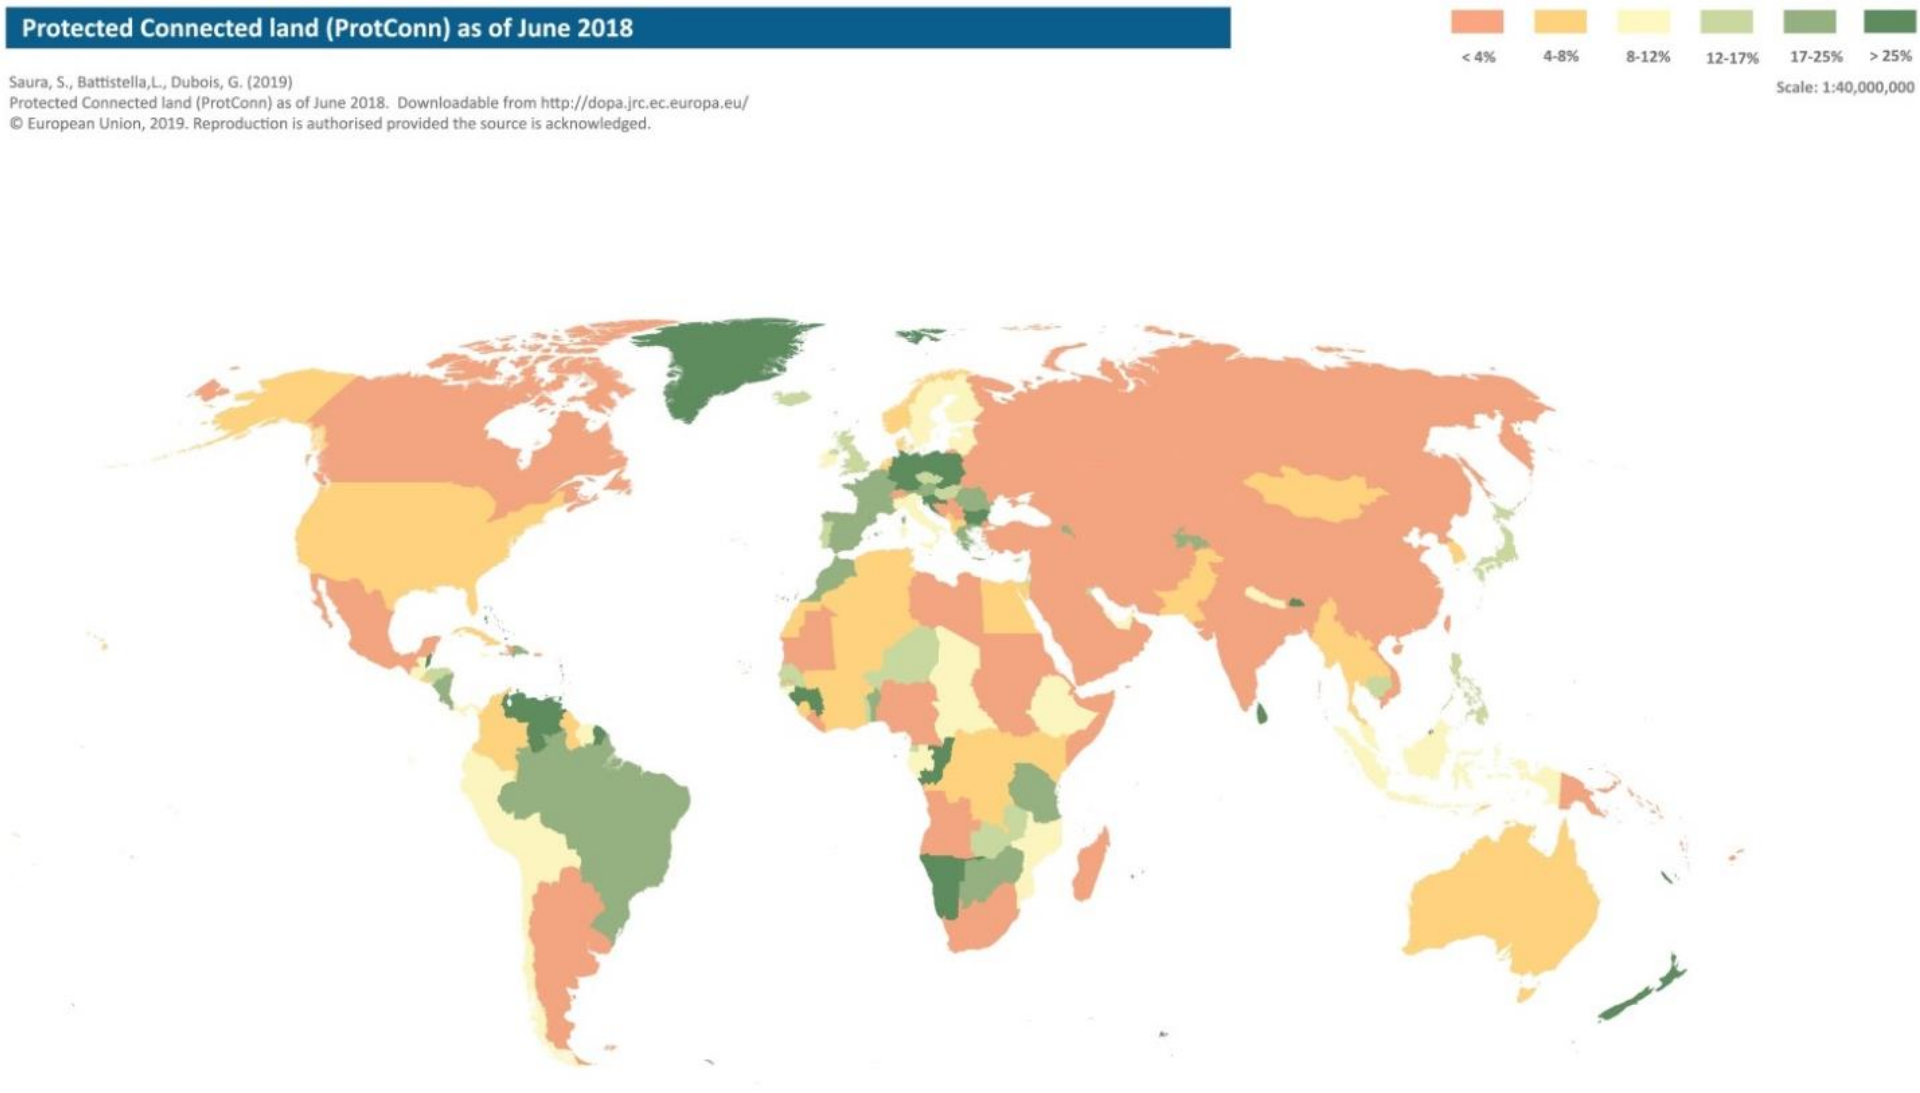 Protected Connected land (ProtConn) as of June 2018
< 4% 4-8% 8-12% 12-17% 17-25% > 25%
Scale: 1:40,000,000
Saura, S., Battistella,L., Dubois, G. (2019)
Protected Connected land (ProtConn) as of June 2018. Downloadable from http://dopa.jrc.ec.europa.eu/
© European Union, 2019. Reproduction is authorised provided the source is acknowledged.